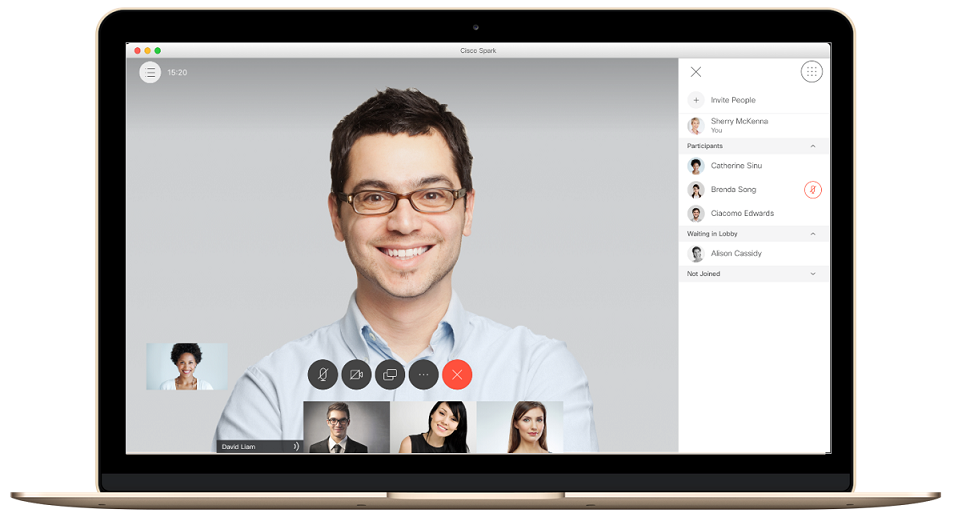 Cisco Spark
15:20
Invite People
Sherry McKenna
You
Participants
Catherine Sinu
Brenda Song
Ciacomo Edwards
Waiting in Lobby
Alison Cassidy
Not Joined
David Liam